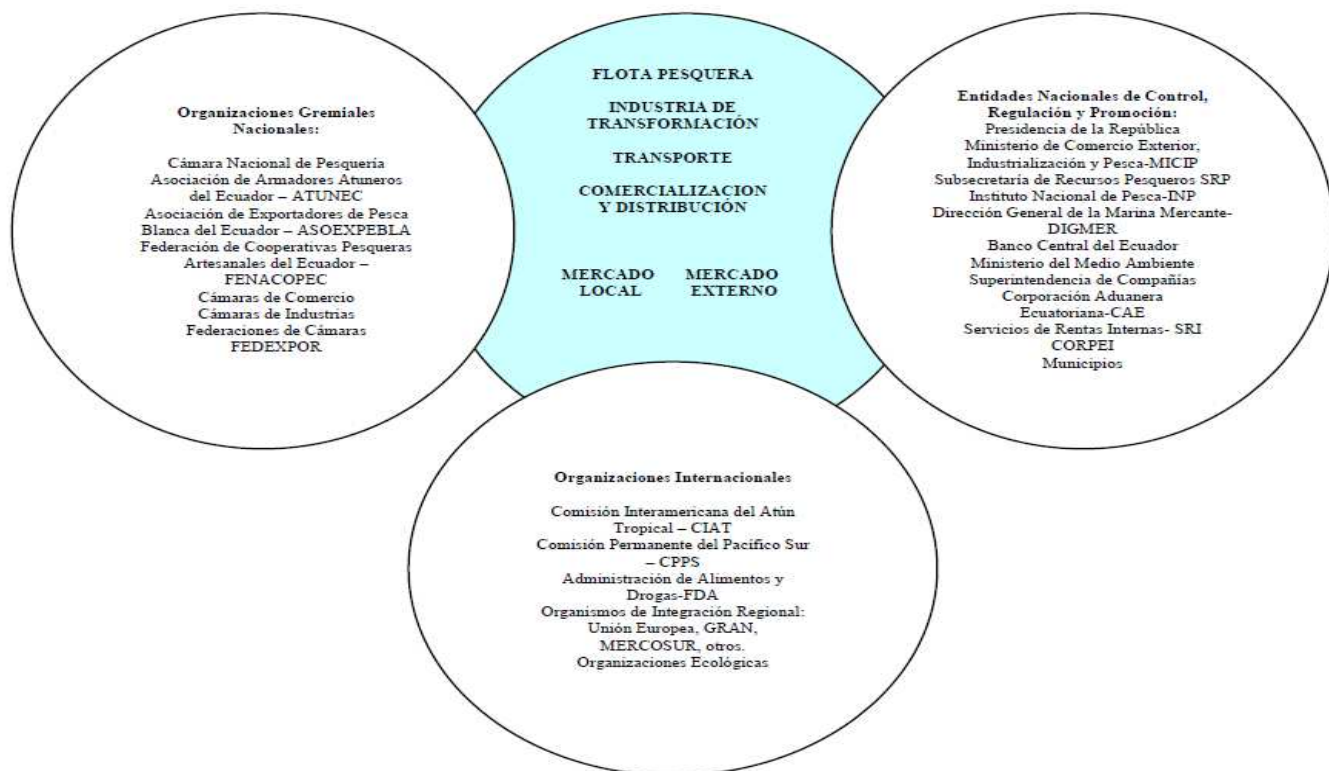 Organizaciones Gremiales
Nacionales:
Cámara Nacional de Pesquería
Asociación de Armadores Atuneros
del Ecuador – ATUNEC
Asociación de Exportadores de Pesca
Blanca del Ecuador – ASOEXPEBLA
Federación de Cooperativas Pesqueras
Artesanales del Ecuador –
FENACOPEC
Cámaras de Comercio
Cámaras de Industrias
Federaciones de Cámaras
FEDEXPOR
FLOTA PESQUERA
INDUSTRIA DE
TRANSFORMACIÓN
TRANSPORTE
COMERCIALIZACION
Y DISTRIBUCIÓN
MERCADO
LOCAL
MERCADO
EXTERNO
Entidades Nacionales de Control,
Regulación y Promoción:
Presidencia de la República
Ministerio de Comercio Exterior,
Industrialización y Pesca-MICIP
Subsecretaría de Recursos Pesqueros SRP
Instituto Nacional de Pesca-INP
Dirección General de la Marina Mercante-
DIGMER
Banco Central del Ecuador
Ministerio del Medio Ambiente
Superintendencia de Compañías
Corporación Aduanera
Ecuatoriana-CAE
Servicios de Rentas Internas- SRI
CORPEI
Municipios
Organizaciones Internacionales
Comisión Interamericana del Atún
Tropical – CIAT
Comisión Permanente del Pacífico Sur
– CPPS
Administración de Alimentos y
Drogas-FDA
Organismos de Integración Regional:
Unión Europea, GRAN,
MERCOSUR, otros.
Organizaciones Ecológicas